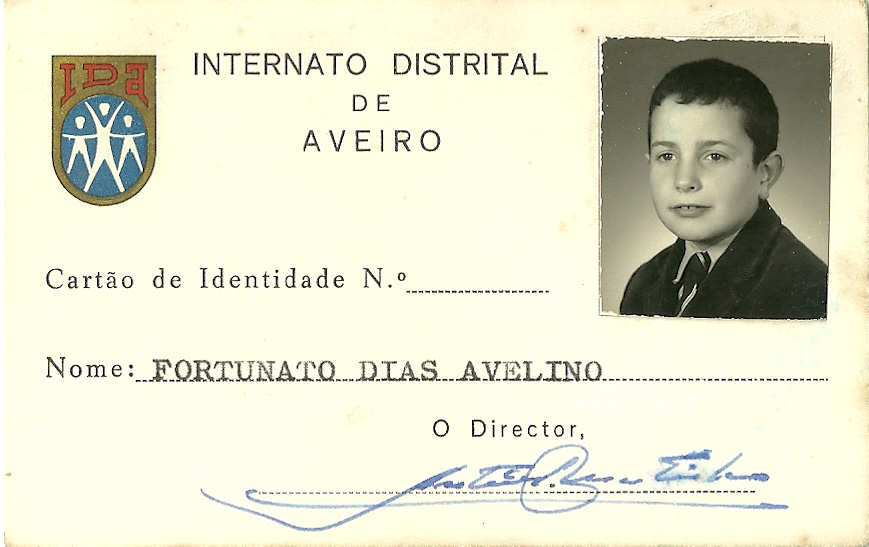 IDA
INTERNATO DISTRITAL
DE
AVEIRO
Cartão de Identidade N.º
Nome: FORTUNATO DIAS AVELINO
O Director,